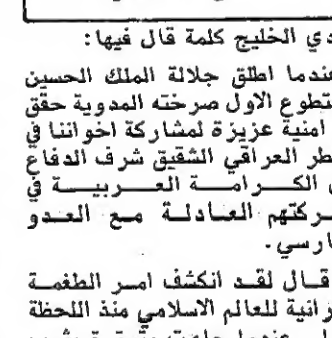 دي الخليج كلمة قال فيها :
ندما اطلق جلالة الملك الحسين
تطوع الاول صرخته المدوية حقق
امنية عزيزة لمشاركة اخواننا في
طر العراقي الشقيق شرف الدفاع
الكرامة العربية في
ركتهم العادلة مع العدو
ارسي .
قال لقد انكشف امر الطغمة
رانية للعالم الاسلامي منذ اللحظة